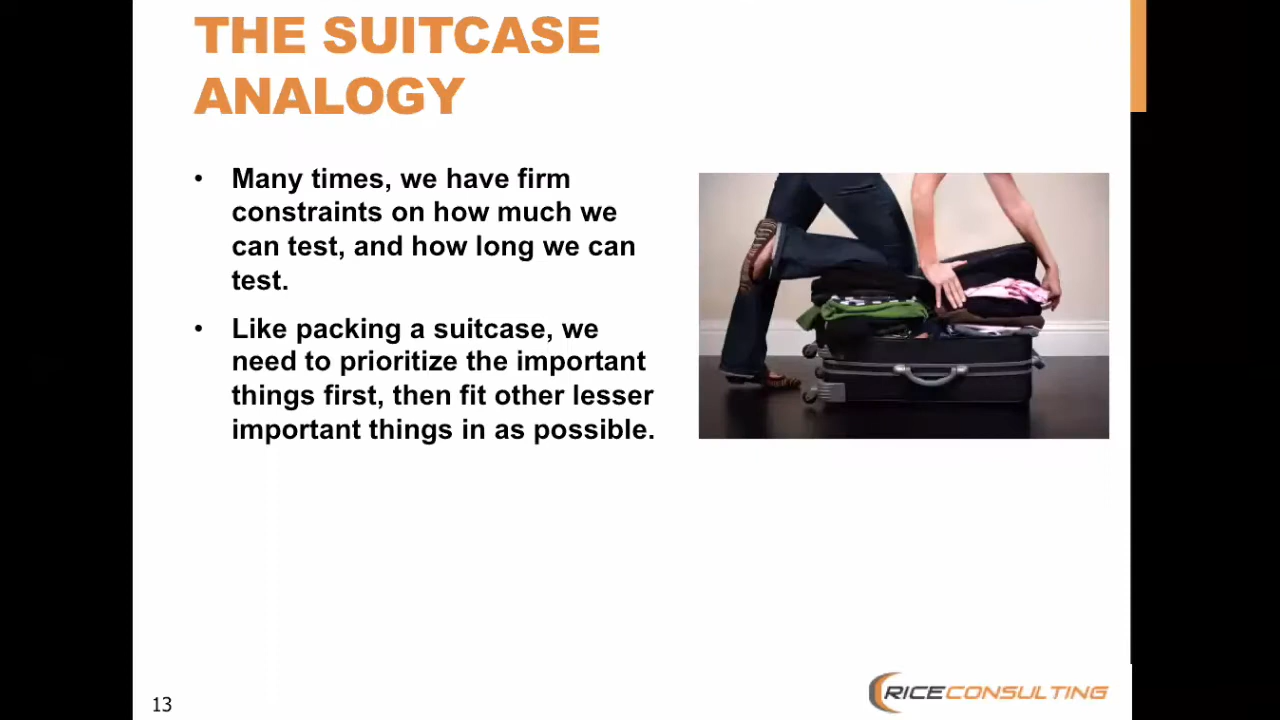 THE SUITCASE
ANALOGY
• Many times, we have firm
constraints on how much we
can test, and how long we can
test.
• Like packing a suitcase, we
need to prioritize the important
things first, then fit other lesser
important things in as possible.
13
RICECONSULTING